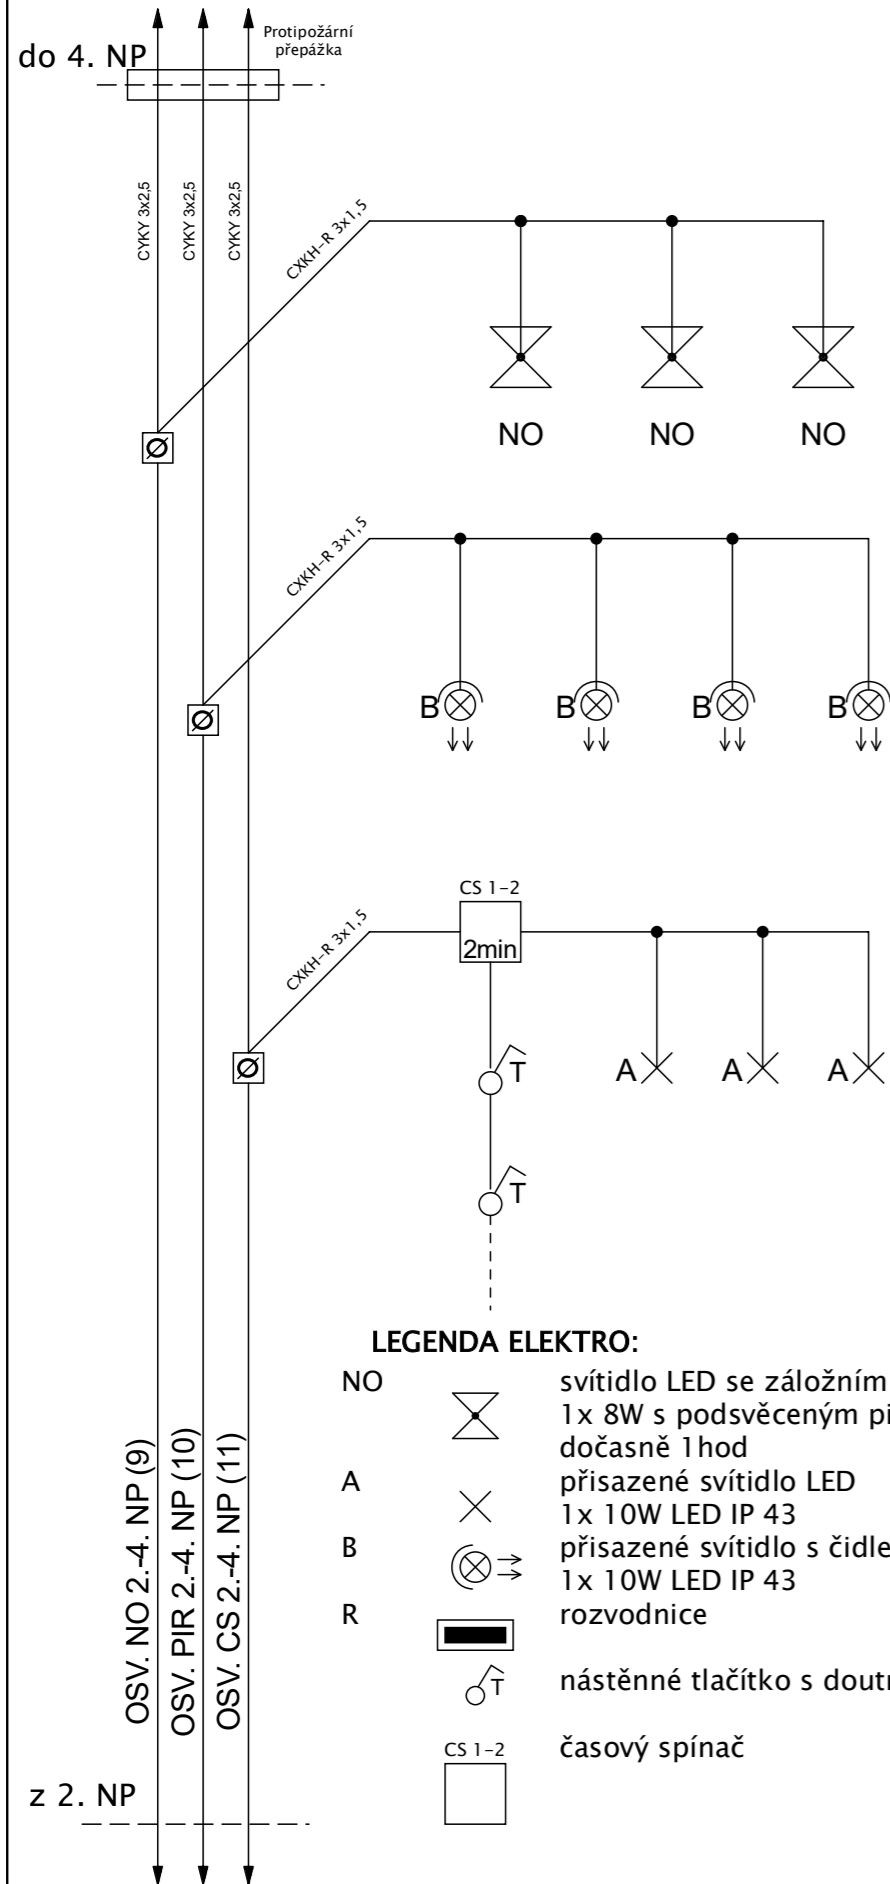 Protipožární
přepážka
do 4. NP
CYKY 3x2,5
CYKY 3x2,5
CYKY 3x2,5
CXKH-R 3x1,5
NO
NO
NO
CXKH-R 3x1,5
B
B
B
B
CS 1-2
2min
CXKH-R 3x1,5
T
A
A
A
T
LEGENDA ELEKTRO:
NO
svítidlo LED se záložním
1x 8W s podsvěceným pi
dočasně 1hod
A
přisazené svítidlo LED
1x 10W LED IP 43
B
přisazené svítidlo s čidle
1x 10W LED IP 43
R
rozvodnice
T
nástěnné tlačítko s doutr
CS 1-2
časový spínač
OSV. NO 2.-4. NP (9)
OSV. PIR 2.-4. NP (10)
OSV. CS 2.-4. NP (11)
z 2. NP